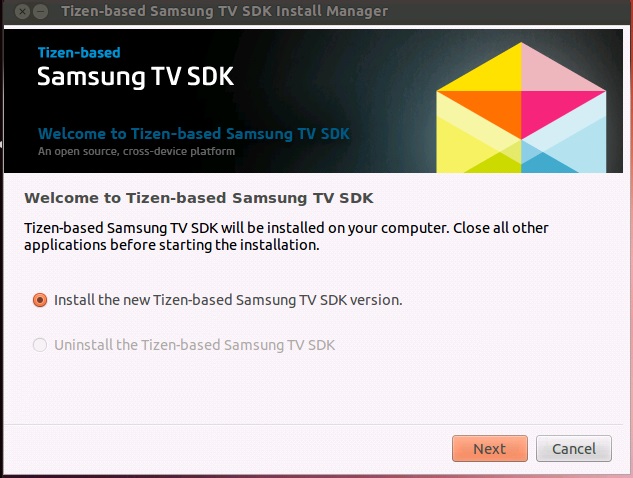 Tizen-based Samsung TV SDK Install Manager
Tizen-based
Samsung TV SDK
Welcome to Tizen-based Samsung TV SDK
An open source, cross-device platform
Welcome to Tizen-based Samsung TV SDK
Tizen-based Samsung TV SDK will be installed on your computer. Close all other
applications before starting the installation.
Install the new Tizen-based Samsung TV SDK version.
Uninstall the Tizen-based Samsung TV SDK
Next
Cancel